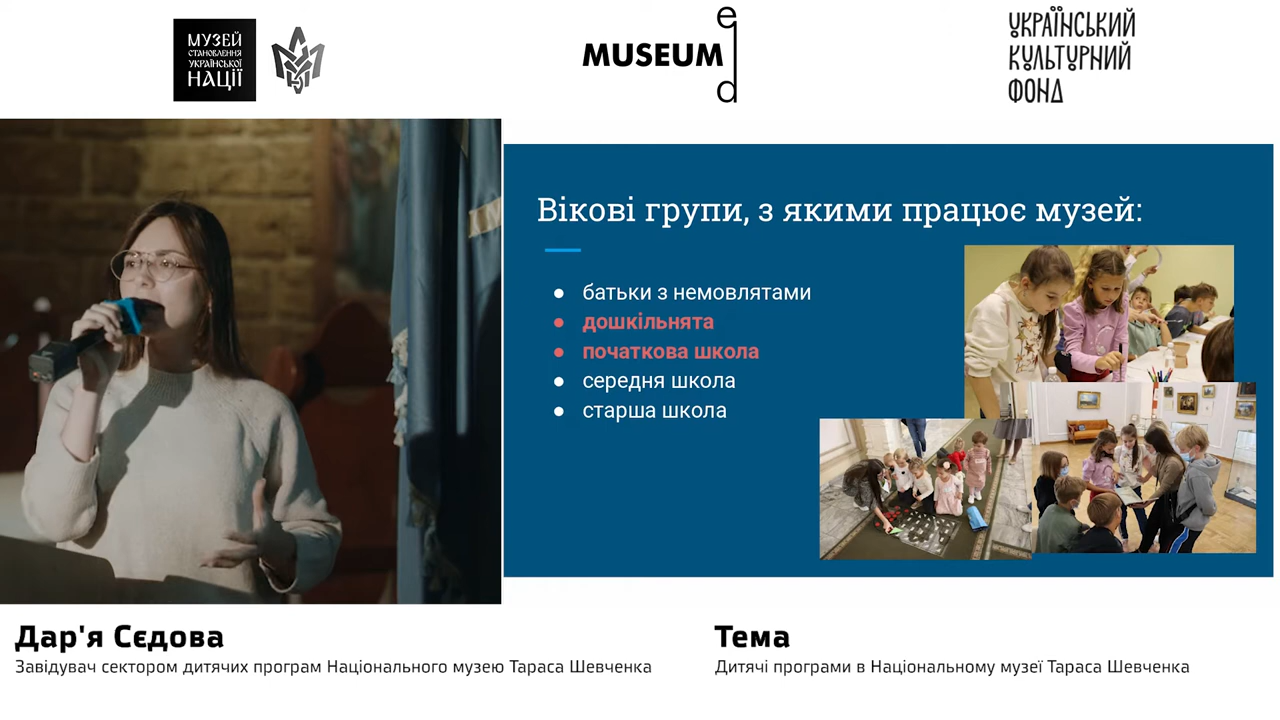 МУЗЕЙ
СТАНОВЛЕННЯ
УКРАЇНСЬКОЇ
НАЦІЇ
MUSEUM
ed
УКРАЇНСЬКИЙ
КУЛЬТУРНИЙ
ФОНД
Вікові групи, з якими працює музей:
● батьки з немовлятами
● дошкільнята
● початкова школа
● середня школа
● старша школа
Дар'я Сєдова
Завідувач сектором дитячих програм Національного музею Тараса Шевченка
Тема
Дитячі програми в Національному музеї Тараса Шевченка